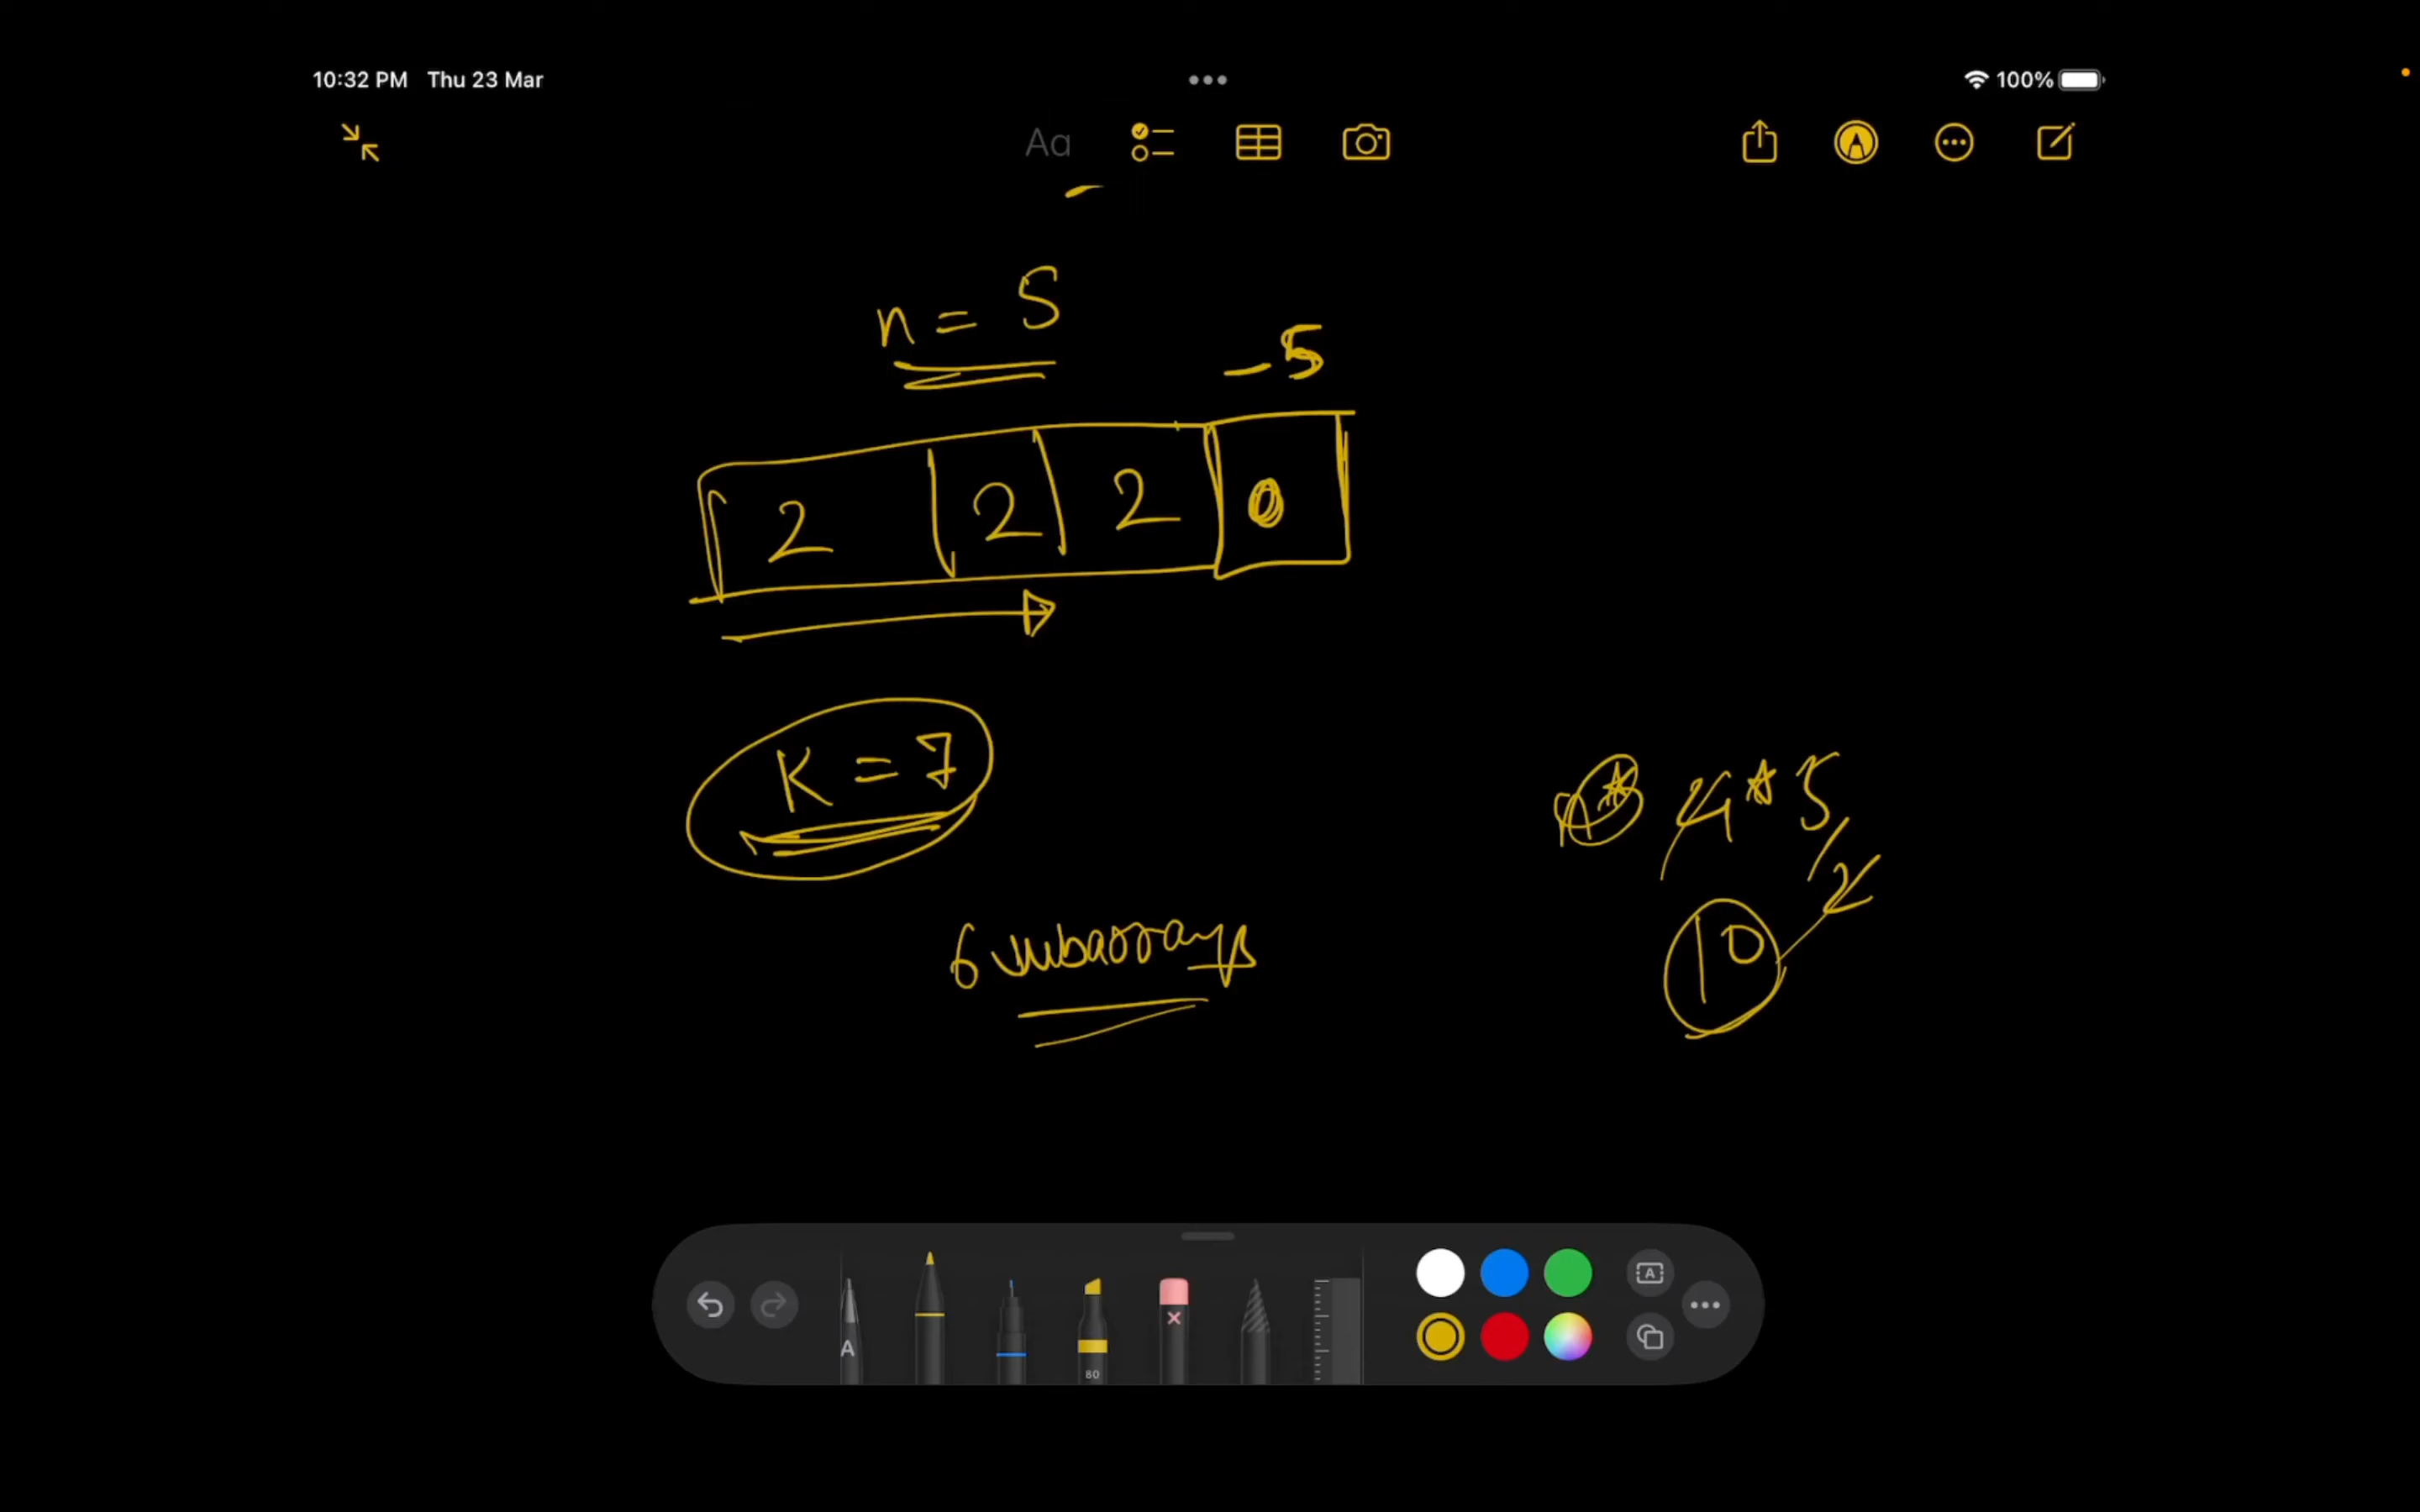 10:32 PM Thu 23 Mar
100%
Aa
n = 5
-5
2 2 2 0
K = 7
4 * 5 / 2
10
6 subarrays
A
80
A